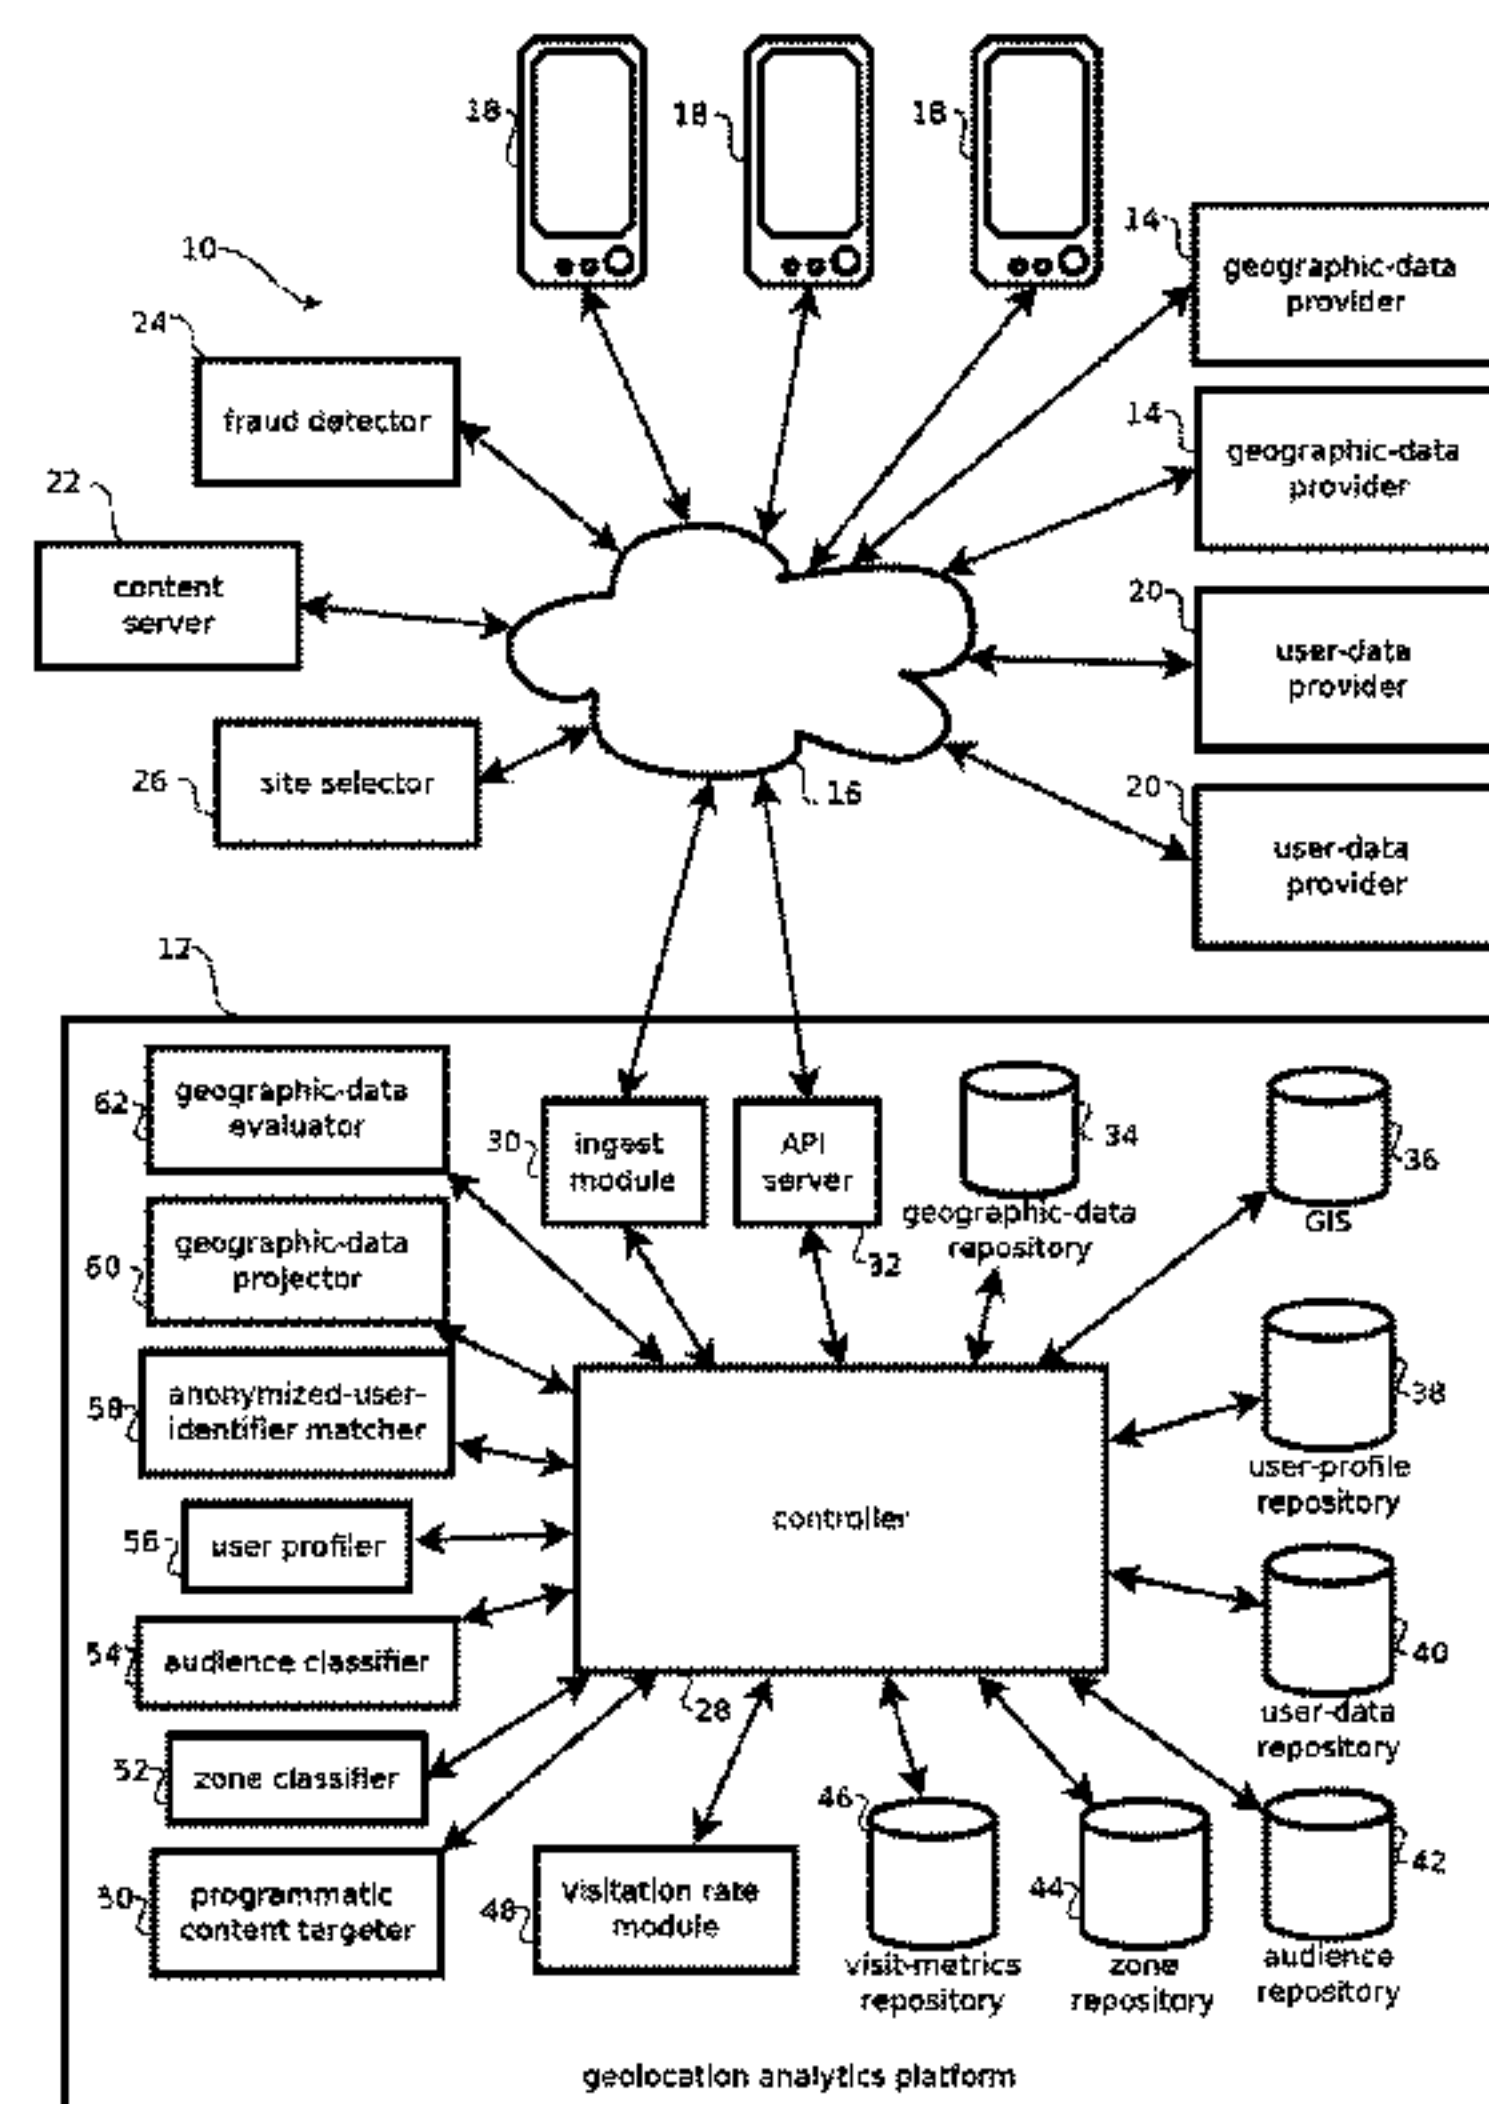 18
18
18
10
14
geographic-data
provider
24
fraud detector
14
geographic-data
provider
22
content
server
20
user-data
provider
26
site selector
16
20
user-data
provider
12
62
geographic-data
evaluator
30
ingest
module
API
server
32
34
geographic-data
repository
36
GIS
60
geographic-data
projector
58
anonymized-user-
identifier matcher
38
user-profile
repository
controller
28
56
user profiler
54
audience classifier
40
user-data
repository
52
zone classifier
50
programmatic
content targeter
48
visitation rate
module
46
visit-metrics
repository
44
zone
repository
42
audience
repository
geolocation analytics platform